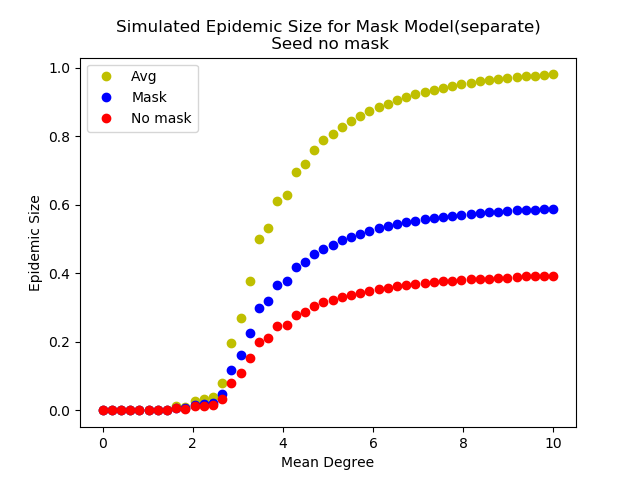 Simulated Epidemic Size for Mask Model(separate)
Seed no mask
Avg
Mask
No mask
1.0
0.8
0.6
0.4
0.2
0.0
Epidemic Size
0 2 4 6 8 10
Mean Degree